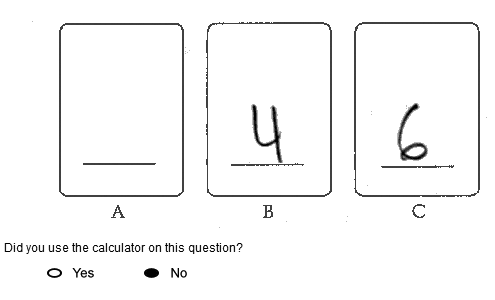 4 6
A B C
Did you use the calculator on this question?
Yes No